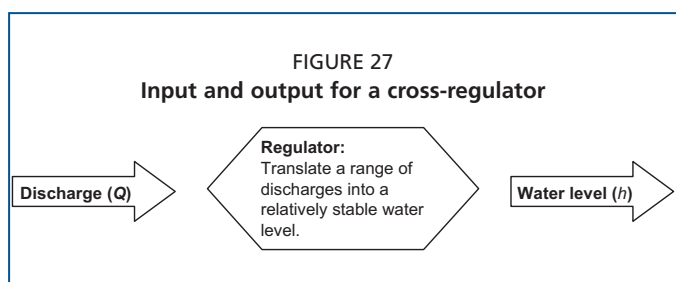 FIGURE 27
Input and output for a cross-regulator
Regulator:
Translate a range of
discharges into a
relatively stable water
level.
Discharge (Q)
Water level (h)